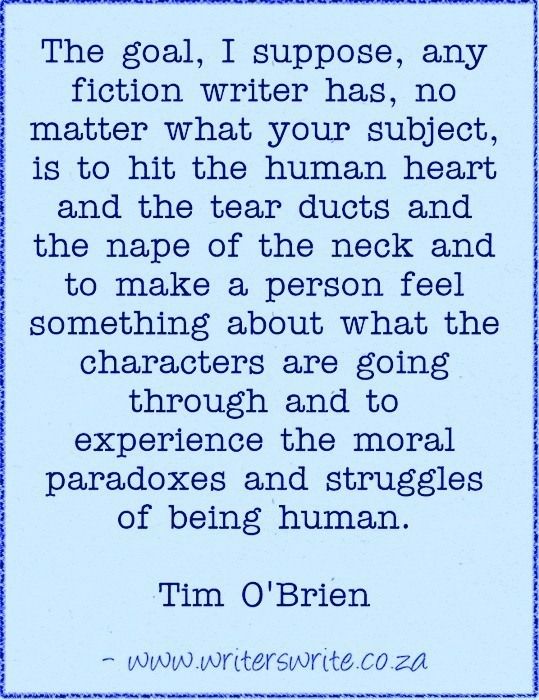 The goal, I suppose, any
fiction writer has, no
matter what your subject,
is to hit the human heart
and the tear ducts and
the nape of the neck and
to make a person feel
something about what the
characters are going
through and to
experience the moral
paradoxes and struggles
of being human.
Tim O'Brien
- www.writerswrite.co.za